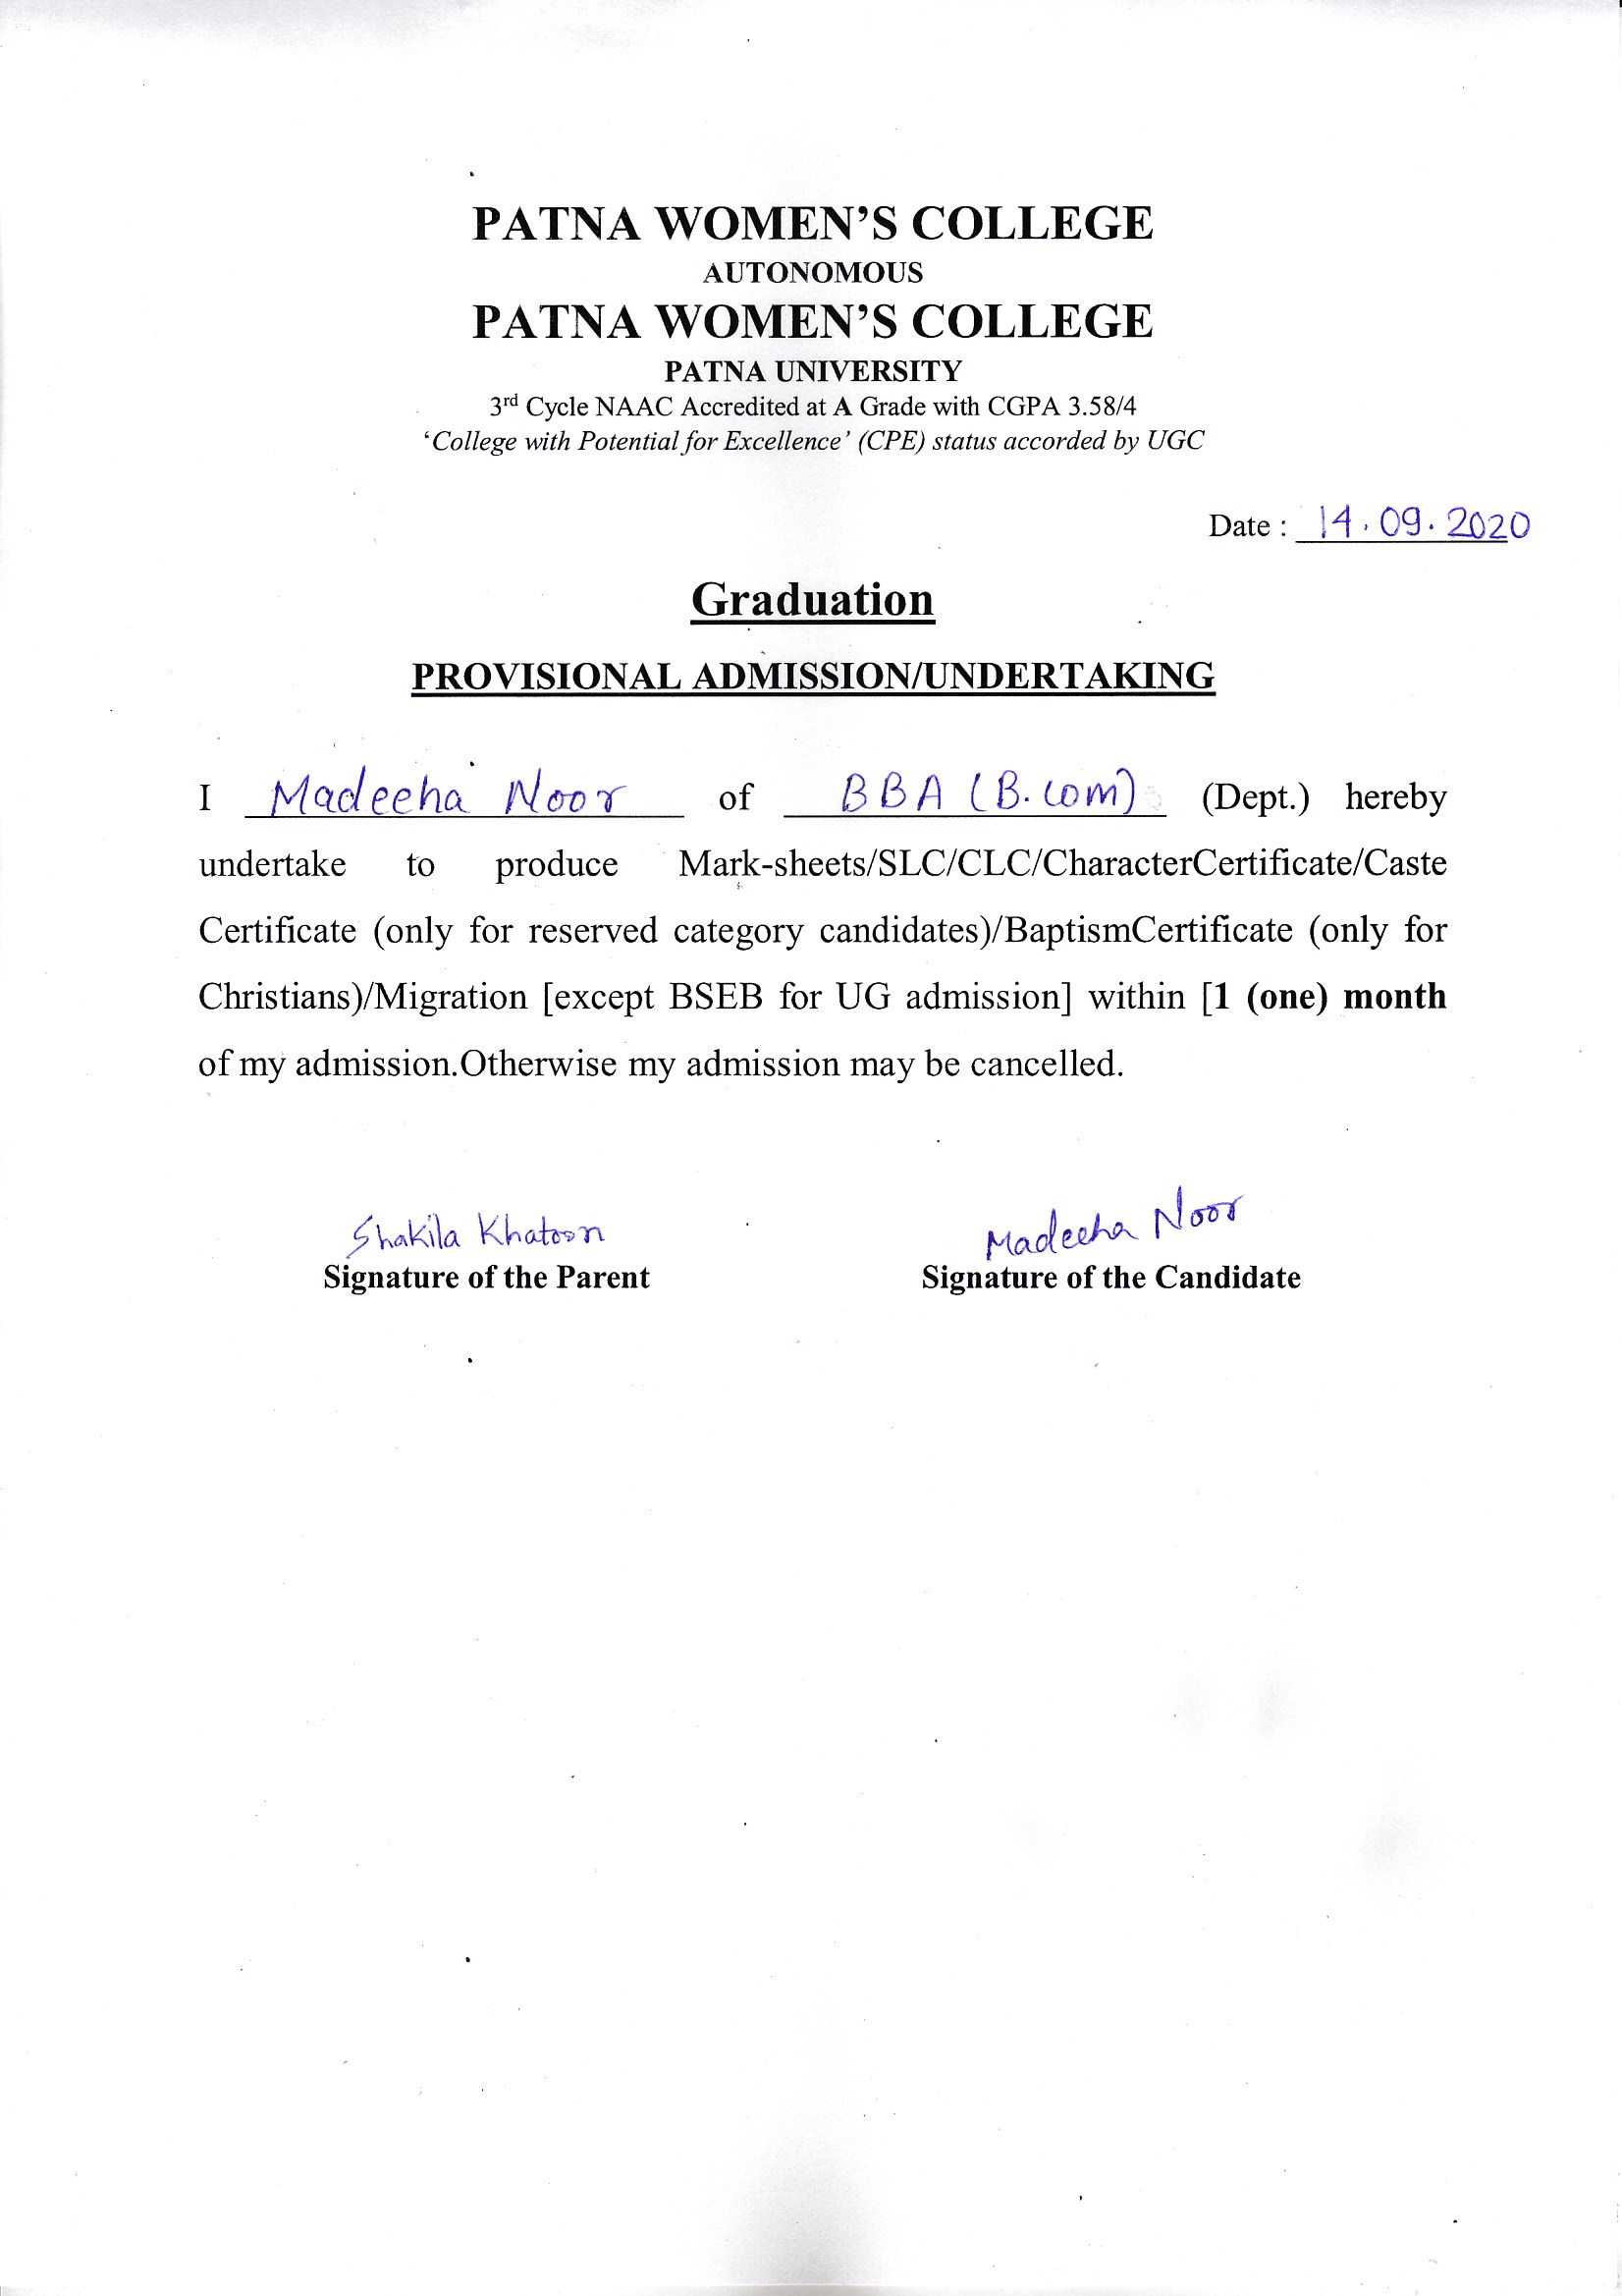 PATNA WOMEN’S COLLEGE
AUTONOMOUS
PATNA WOMEN’S COLLEGE
PATNA UNIVERSITY
3rd Cycle NAAC Accredited at A Grade with CGPA 3.58/4
‘College with Potential for Excellence’ (CPE) status accorded by UGC
Date : 14.09.2020
Graduation
PROVISIONAL ADMISSION/UNDERTAKING
I Madeeha Noor of BBA (B.com) (Dept.) hereby
undertake to produce Mark-sheets/SLC/CLC/CharacterCertificate/Caste
Certificate (only for reserved category candidates)/BaptismCertificate (only for
Christians)/Migration [except BSEB for UG admission] within [1 (one) month
of my admission.Otherwise my admission may be cancelled.
Shakila Khatoon Madeeha Noor
Signature of the Parent Signature of the Candidate